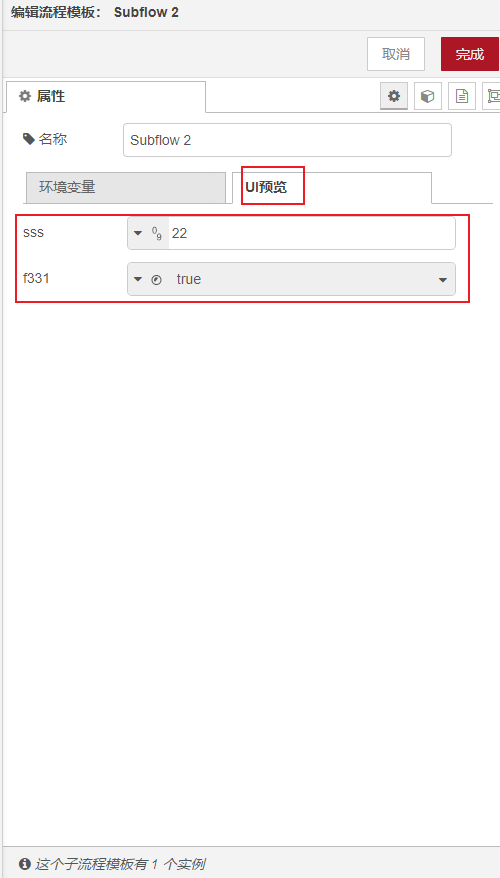 编辑流程模板： Subflow 2
取消 完成
属性
名称 Subflow 2
环境变量 UI预览
sss 09 22
f331 true
这个子流程模板有 1 个实例